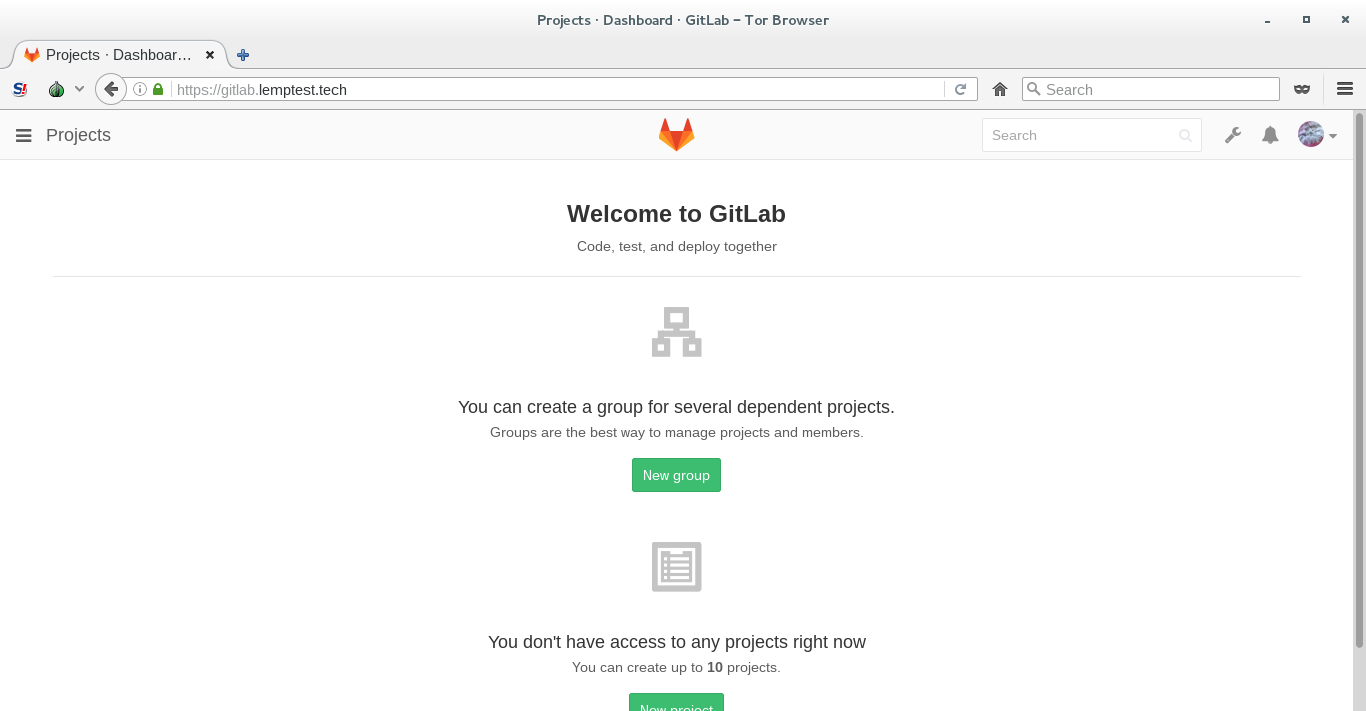 Projects · Dashboard · GitLab – Tor Browser
Projects · Dashboar…
https://gitlab.lemptest.tech
Search
Projects
Search
Welcome to GitLab
Code, test, and deploy together
You can create a group for several dependent projects.
Groups are the best way to manage projects and members.
New group
You don't have access to any projects right now
You can create up to 10 projects.
New project